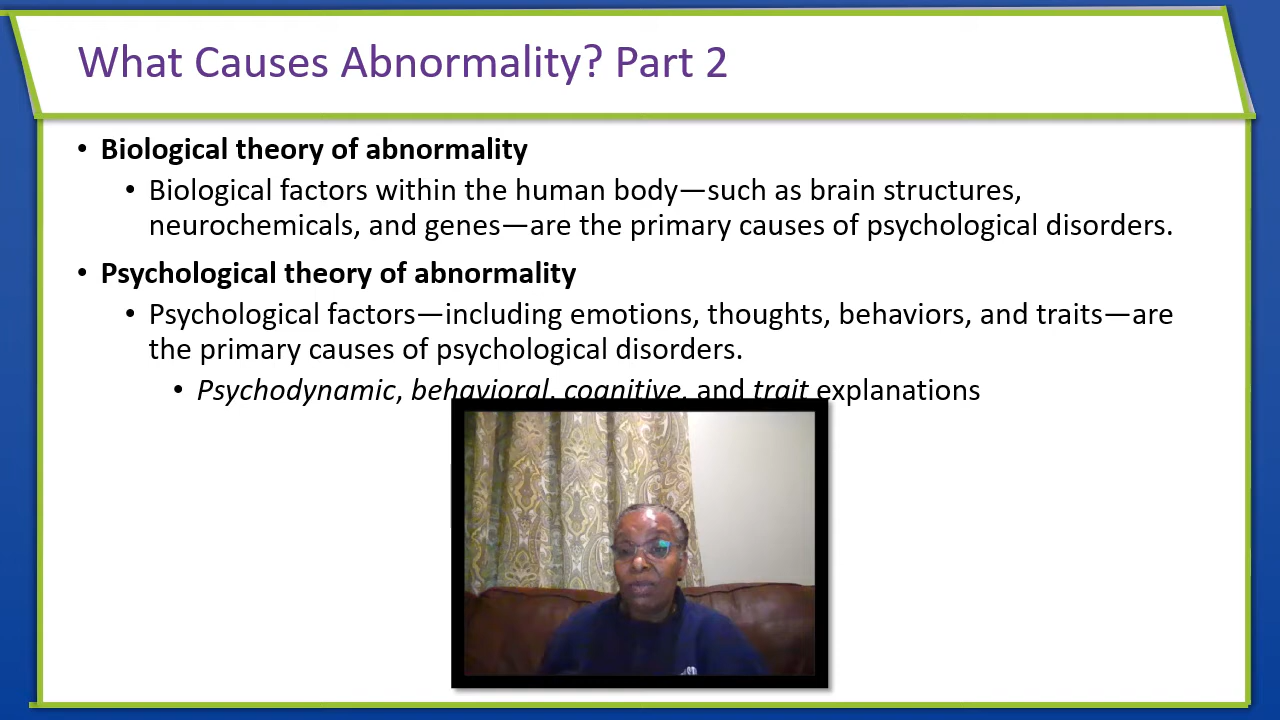 What Causes Abnormality? Part 2
• Biological theory of abnormality
• Biological factors within the human body—such as brain structures,
neurochemicals, and genes—are the primary causes of psychological disorders.
• Psychological theory of abnormality
• Psychological factors—including emotions, thoughts, behaviors, and traits—are
the primary causes of psychological disorders.
• Psychodynamic, behavioral, cognitive, and trait explanations